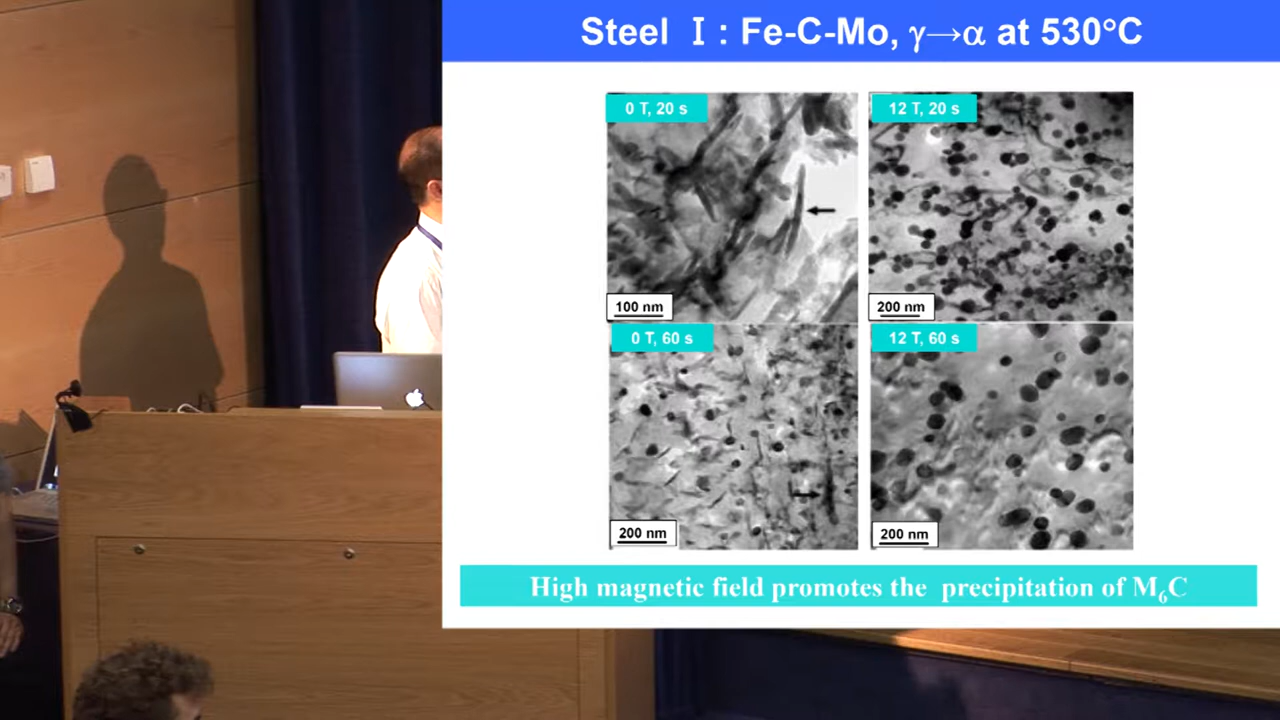 Steel Ⅰ : Fe-C-Mo, γ→α at 530°C
0 T, 20 s
12 T, 20 s
100 nm
200 nm
0 T, 60 s
12 T, 60 s
200 nm
200 nm
High magnetic field promotes the precipitation of M₆C